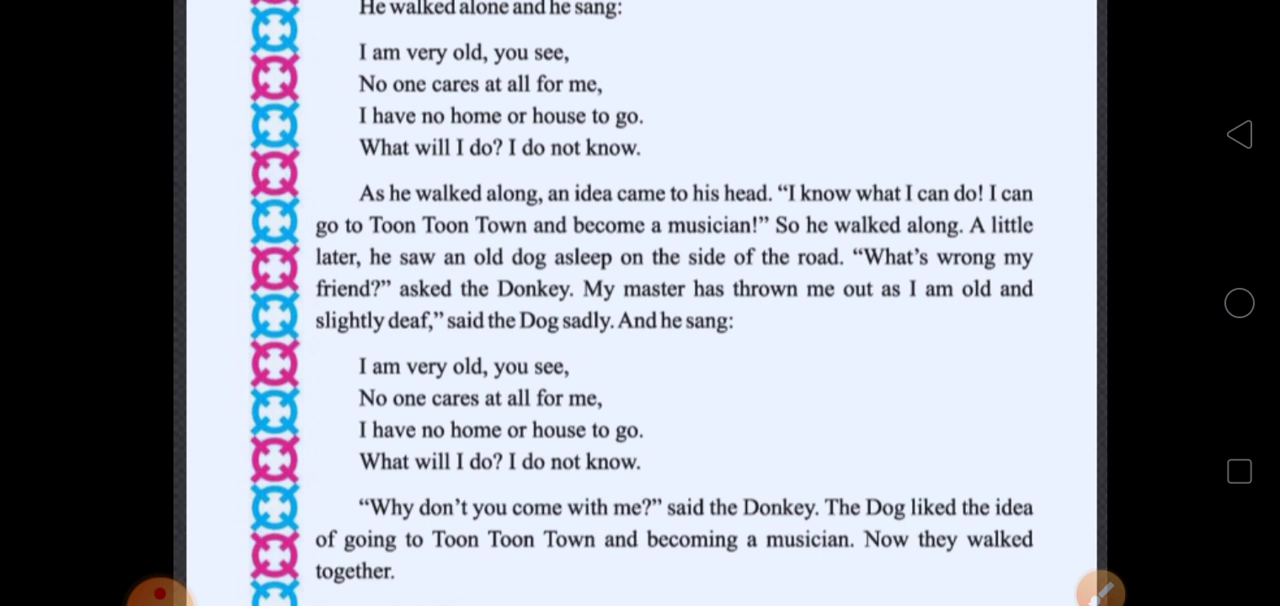 He walked alone and he sang:
I am very old, you see,
No one cares at all for me,
I have no home or house to go.
What will I do? I do not know.
As he walked along, an idea came to his head. “I know what I can do! I can
go to Toon Toon Town and become a musician!” So he walked along. A little
later, he saw an old dog asleep on the side of the road. “What’s wrong my
friend?” asked the Donkey. My master has thrown me out as I am old and
slightly deaf,” said the Dog sadly. And he sang:
I am very old, you see,
No one cares at all for me,
I have no home or house to go.
What will I do? I do not know.
“Why don’t you come with me?” said the Donkey. The Dog liked the idea
of going to Toon Toon Town and becoming a musician. Now they walked
together.